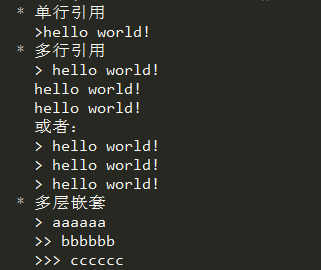 * 单行引用
>hello world!
* 多行引用
> hello world!
hello world!
hello world!
或者:
> hello world!
> hello world!
> hello world!
* 多层嵌套
> aaaaaa
>> bbbbbb
>>> cccccc